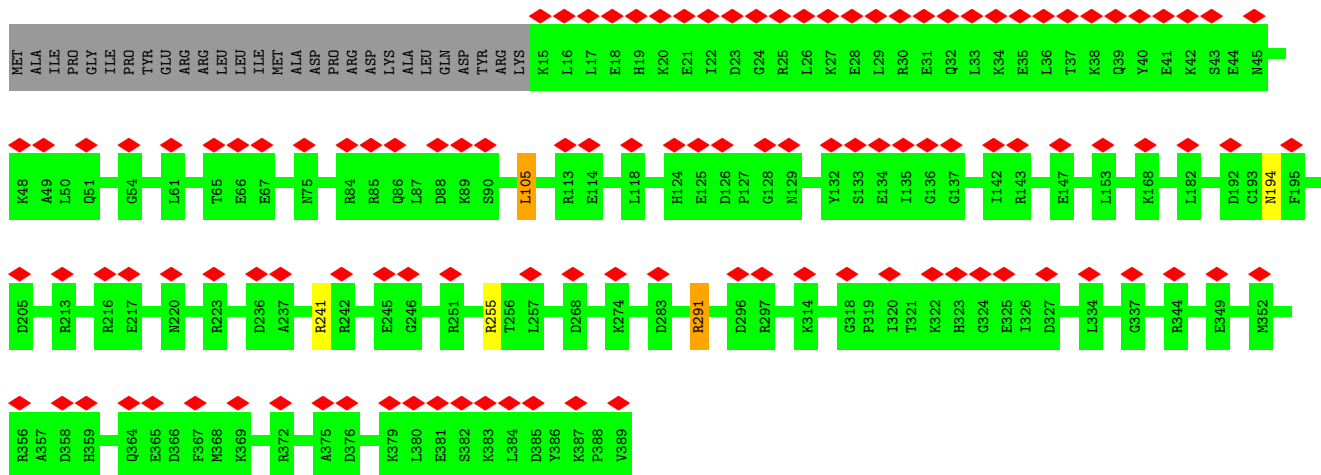 MET ALA ILE PRO GLY ILE PRO TYR GLU ARG ARG LEU LEU ILE MET ALA ASP PRO ARG ASP LYS ALA LEU GLN ASP TYR ARG LYS K15 L16 L17 E18 H19 K20 E21 I22 D23 G24 R25 L26 K27 E28 L29 R30 E31 Q32 L33 K34 E35 L36 T37 K38 Q39 Y40 E41 K42 S43 E44 N45
K48 A49 L50 Q51 G54 L61 T65 E66 E67 N75 R84 R85 Q86 L87 D88 K89 S90 L105 R113 E114 L118 H124 E125 D126 P127 G128 N129 Y132 S133 E134 I135 G136 G137 I142 R143 E147 L153 K168 L182 D192 C193 N194 F195
D205 R213 R216 E217 N220 R223 D236 A237 R241 R242 E245 G246 R251 R255 T256 L257 D268 K274 D283 R291 D296 R297 K314 G318 P319 I320 T321 K322 H323 G324 E325 I326 D327 L334 G337 R344 E349 M352
R356 A357 D358 H359 Q364 E365 D366 F367 M368 K369 R372 A375 D376 K379 L380 E381 S382 K383 L384 D385 Y386 K387 P388 V389